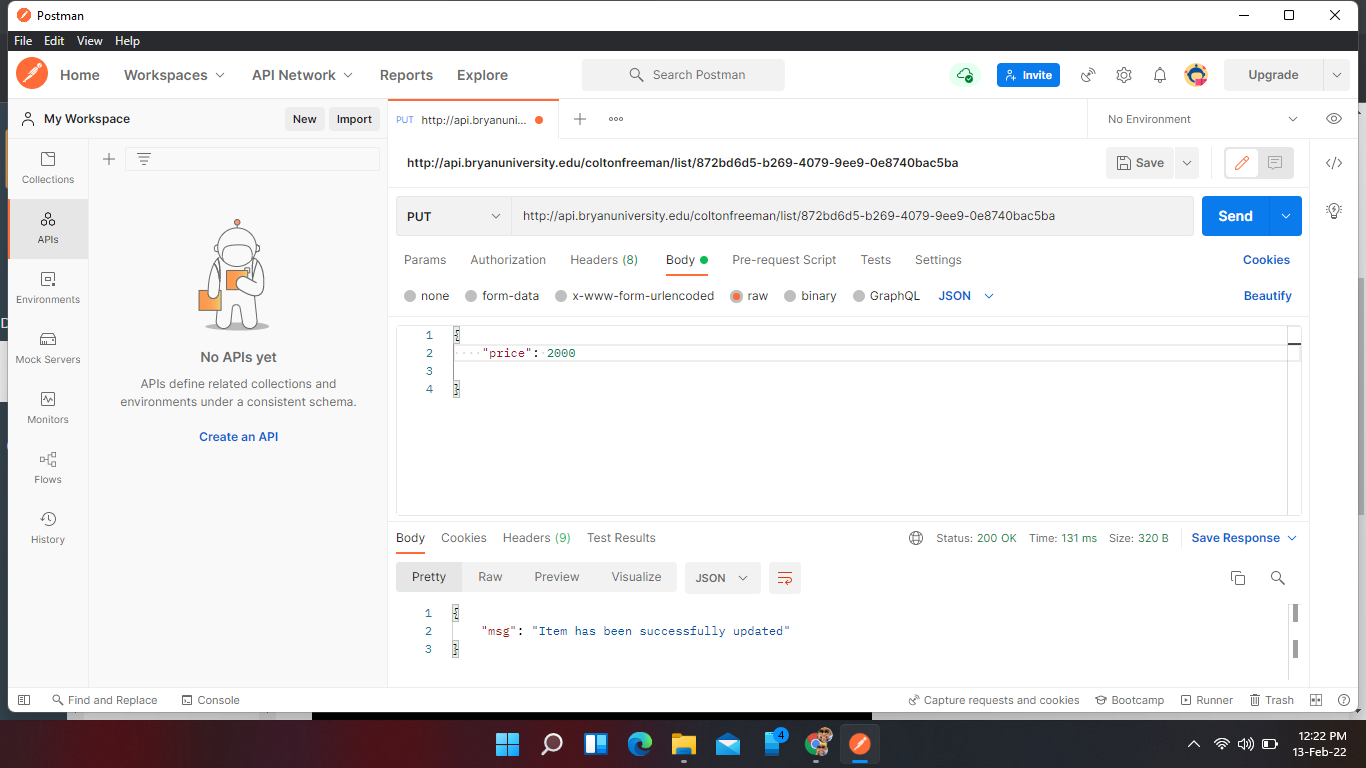 Postman
File Edit View Help
Home Workspaces API Network Reports Explore Search Postman Invite Upgrade
My Workspace New Import PUT http://api.bryanuni... No Environment
http://api.bryanuniversity.edu/coltonfreeman/list/872bd6d5-b269-4079-9ee9-0e8740bac5ba Save
PUT http://api.bryanuniversity.edu/coltonfreeman/list/872bd6d5-b269-4079-9ee9-0e8740bac5ba Send
Params Authorization Headers (8) Body Pre-request Script Tests Settings Cookies
none form-data x-www-form-urlencoded raw binary GraphQL JSON Beautify
1 {
2 "price": 2000
3
4 }
Collections
APIs
Environments
Mock Servers
Monitors
Flows
History
No APIs yet
APIs define related collections and
environments under a consistent schema.
Create an API
Body Cookies Headers (9) Test Results Status: 200 OK Time: 131 ms Size: 320 B Save Response
Pretty Raw Preview Visualize JSON
1 {
2 "msg": "Item has been successfully updated"
3 }
Find and Replace Console Capture requests and cookies Bootcamp Runner Trash
4
12:22 PM
13-Feb-22